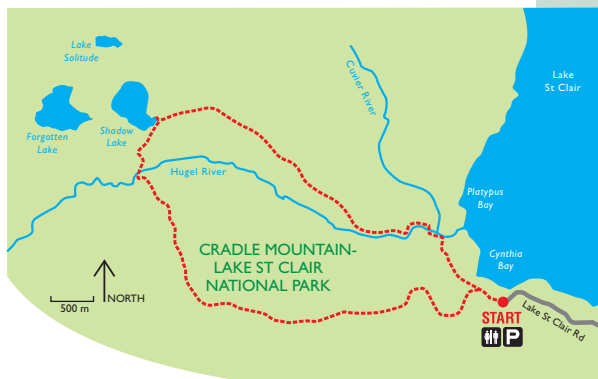 Lake
Solitude
Lake
St Clair
Cuvier River
Forgotten
Lake
Shadow
Lake
Hugel River
Platypus
Bay
CRADLE MOUNTAIN-
LAKE ST CLAIR
NATIONAL PARK
Cynthia
Bay
500 m
NORTH
START
P
Lake St Clair Rd